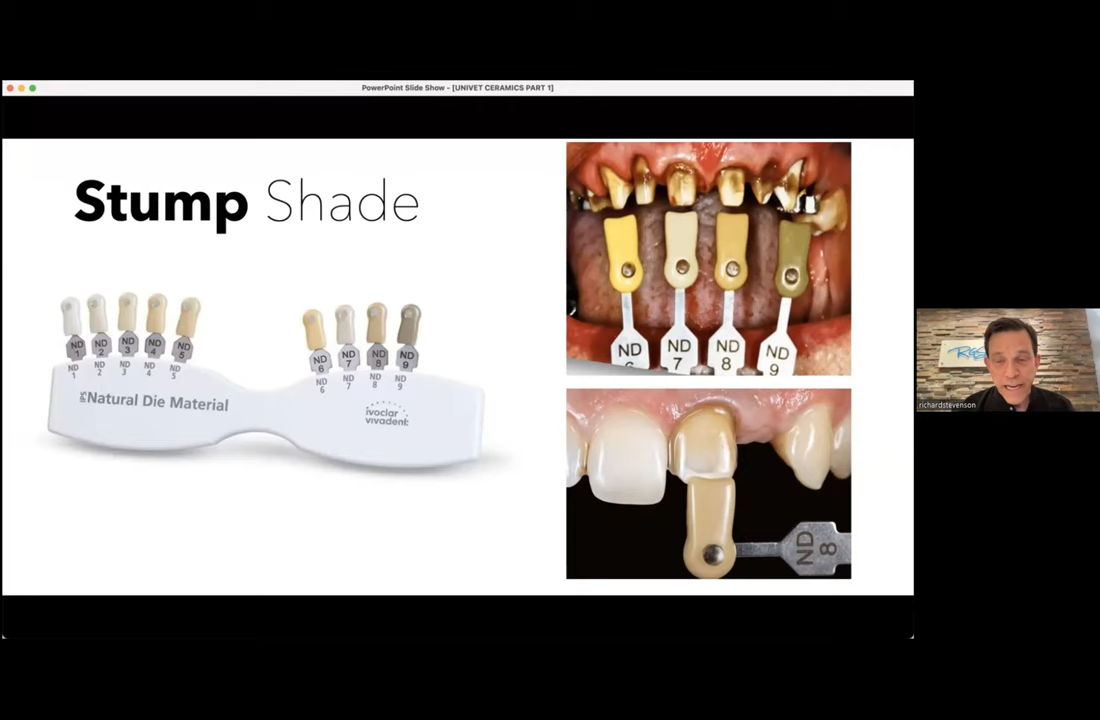 PowerPoint Slide Show - [UNIVET CERAMICS PART 1]
Stump Shade
ND 1
ND 2
ND 3
ND 4
ND 5
ND 6
ND 7
ND 8
ND 9
ND 1
ND 2
ND 3
ND 4
ND 5
ND 6
ND 7
ND 8
ND 9
Natural Die Material
ivoclar
vivadent:
ND
6
ND
7
ND
8
ND
9
ND
8
richardstevenson